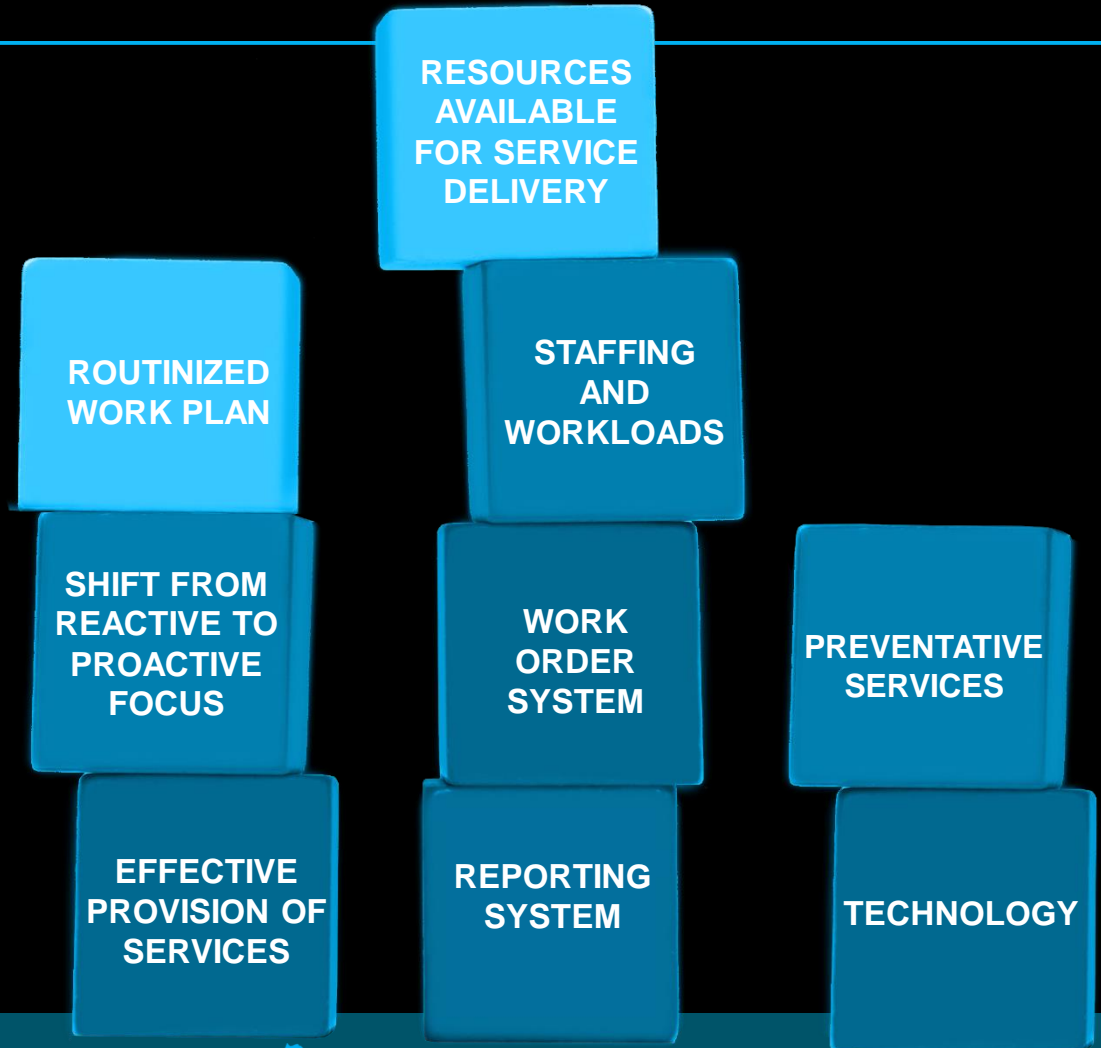 RESOURCES
AVAILABLE
FOR SERVICE
DELIVERY
ROUTINIZED
WORK PLAN
STAFFING
AND
WORKLOADS
SHIFT FROM
REACTIVE TO
PROACTIVE
FOCUS
WORK
ORDER
SYSTEM
PREVENTATIVE
SERVICES
EFFECTIVE
PROVISION OF
SERVICES
REPORTING
SYSTEM
TECHNOLOGY